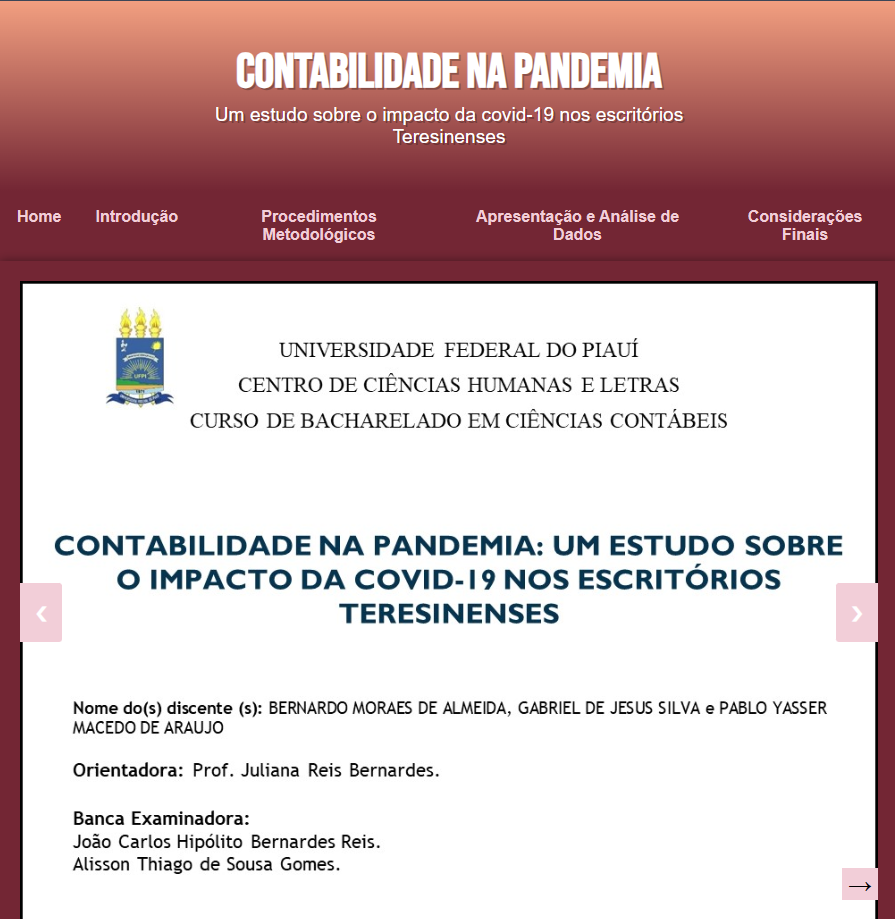 CONTABILIDADE NA PANDEMIA
Um estudo sobre o impacto da covid-19 nos escritórios
Teresinenses
Home
Introdução
Procedimentos
Metodológicos
Apresentação e Análise de
Dados
Considerações
Finais
UNIVERSIDADE FEDERAL DO PIAUÍ
CENTRO DE CIÊNCIAS HUMANAS E LETRAS
CURSO DE BACHARELADO EM CIÊNCIAS CONTÁBEIS
UFPI
CONTABILIDADE NA PANDEMIA: UM ESTUDO SOBRE
O IMPACTO DA COVID-19 NOS ESCRITÓRIOS
TERESINENSES
Nome do(s) discente (s): BERNARDO MORAES DE ALMEIDA, GABRIEL DE JESUS SILVA e PABLO YASSER
MACEDO DE ARAUJO
Orientadora: Prof. Juliana Reis Bernardes.
Banca Examinadora:
João Carlos Hipólito Bernardes Reis.
Alisson Thiago de Sousa Gomes.